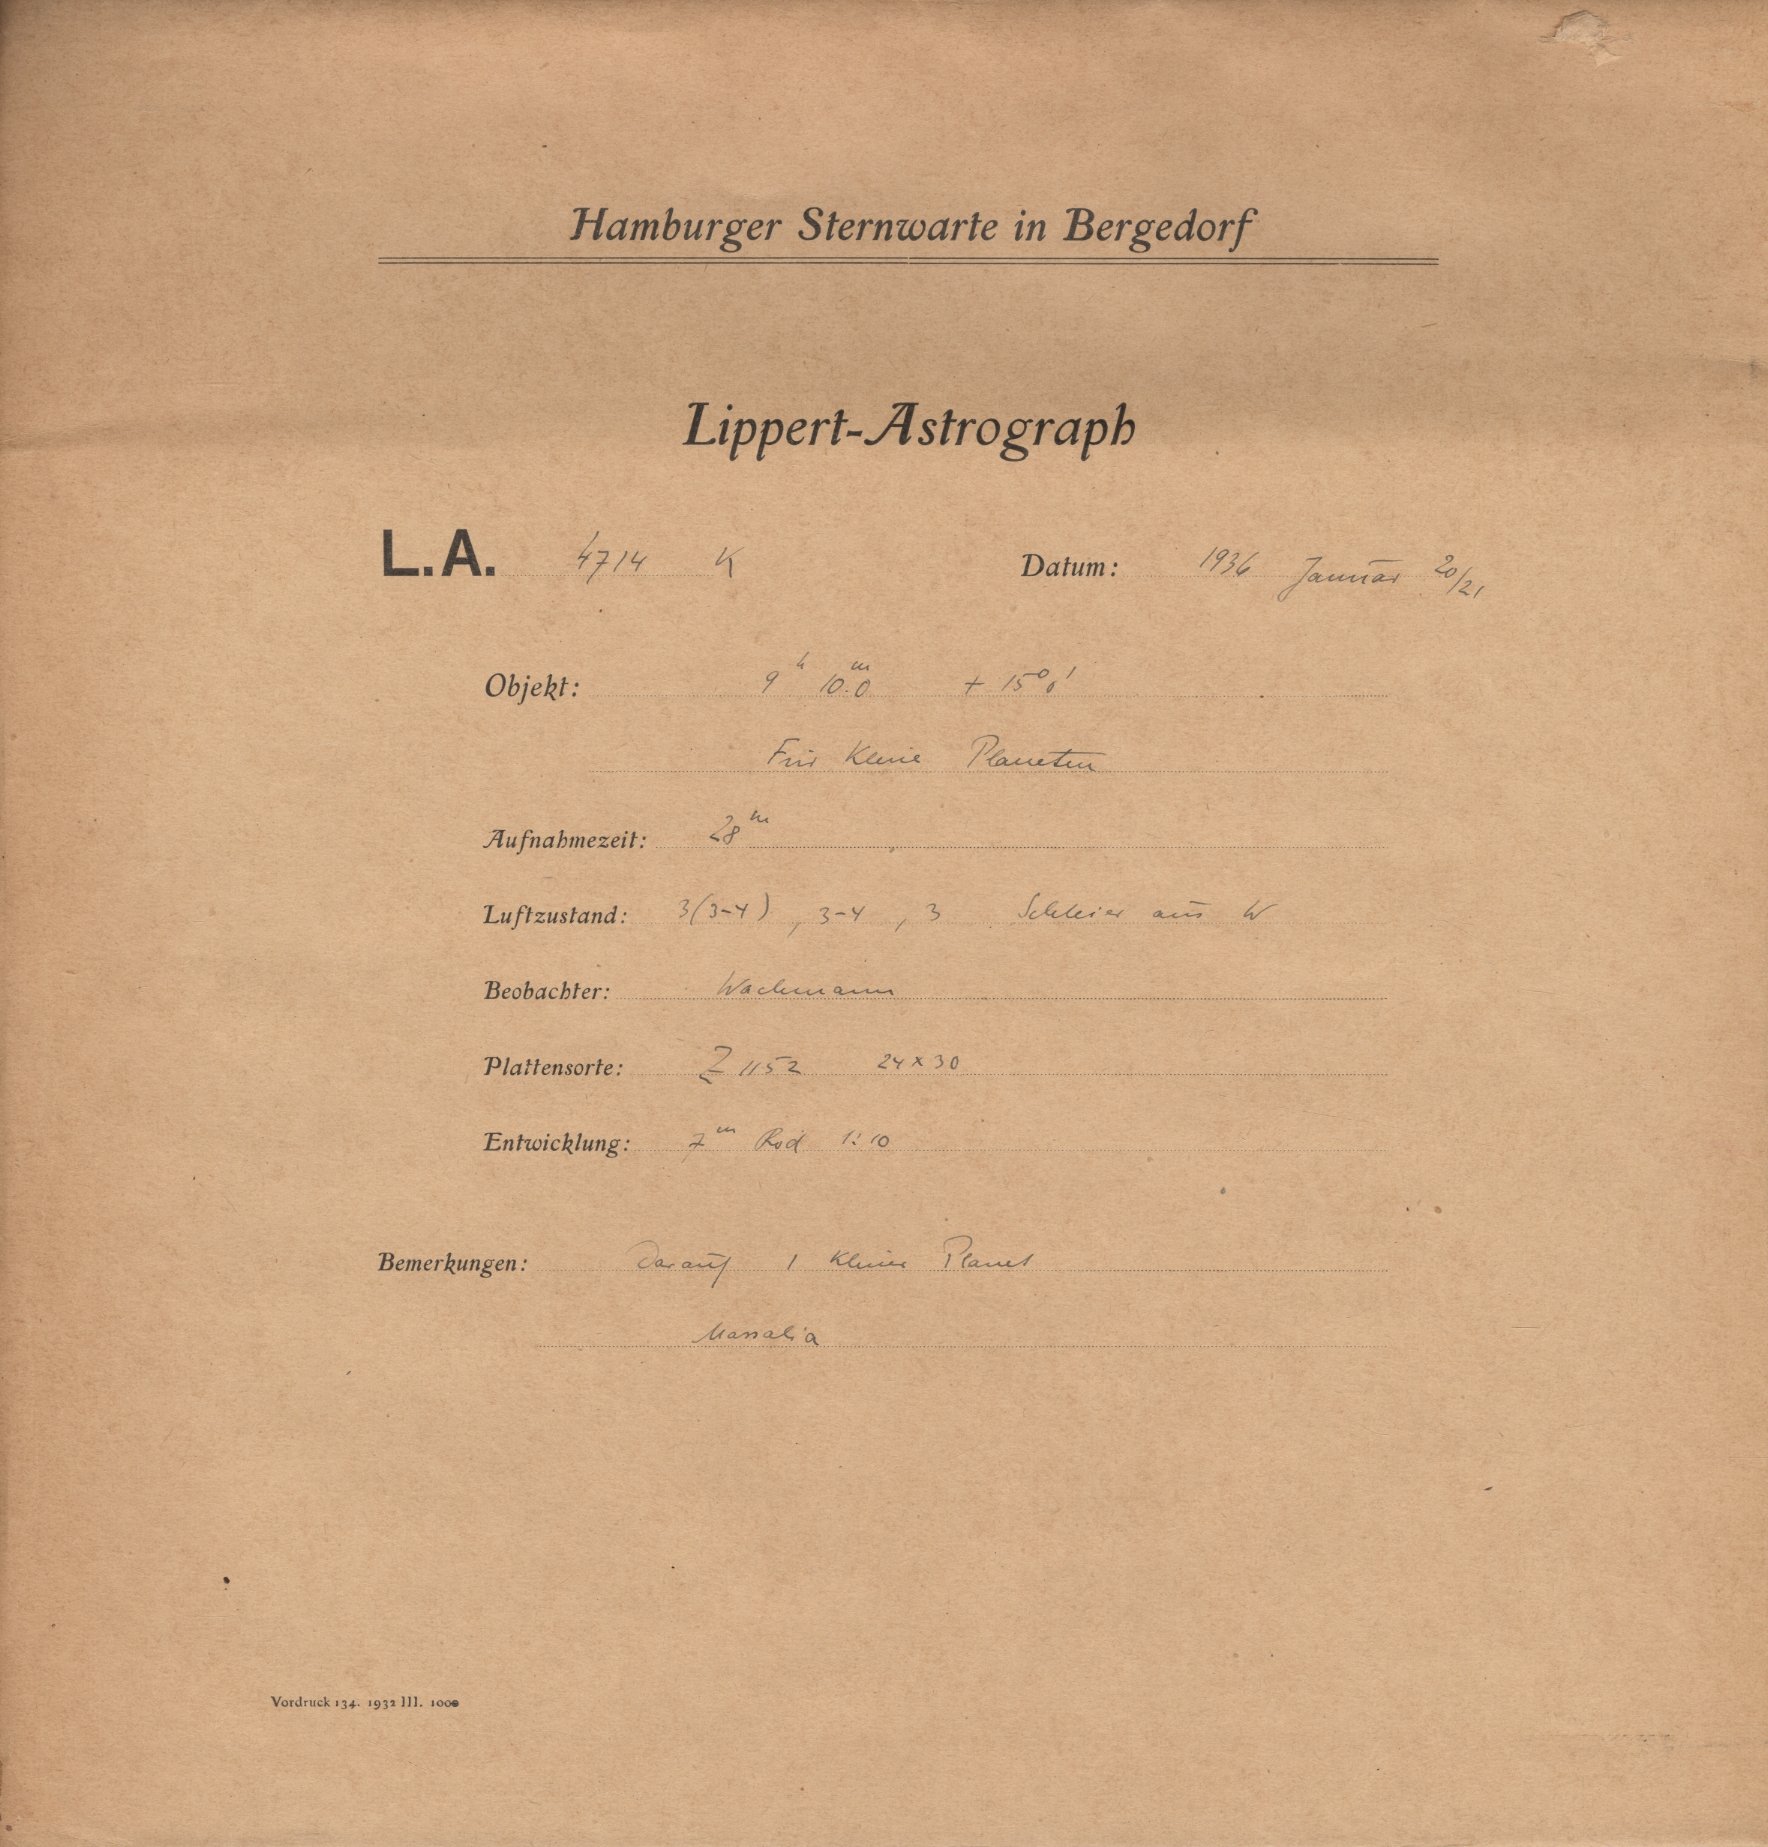 Hamburger Sternwarte in Bergedorf
Lippert-Astrograph
L.A. 4714 K Datum: 1936 Januar 20/21
Objekt: 9h 10.0m + 15°0'
Für Kleine Planeten
Aufnahmezeit: 28m
Luftzustand: 3(3-4), 3-4, 3 Schleier aus W
Beobachter: Wachmann
Plattensorte: Z 1152 24x30
Entwicklung: 7m Rod 1:10
Bemerkungen: Darauf 1 Kleiner Planet
Massalia
Vordruck 134. 1932 III. 1000